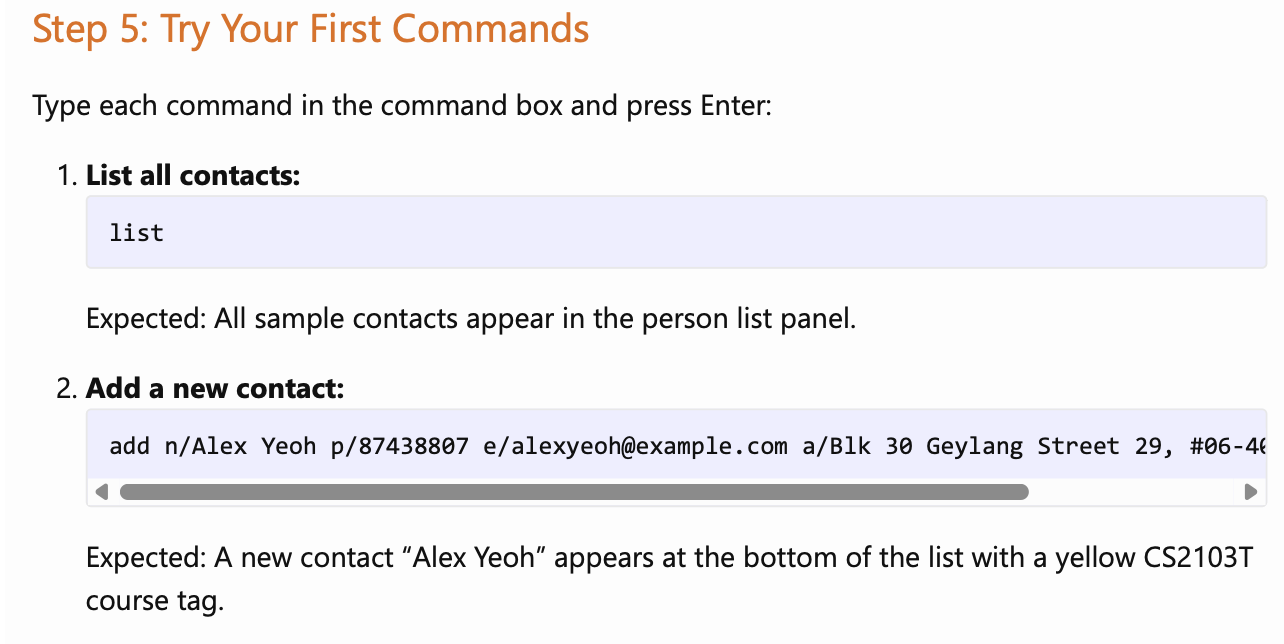 Step 5: Try Your First Commands
Type each command in the command box and press Enter:
1. List all contacts:
list
Expected: All sample contacts appear in the person list panel.
2. Add a new contact:
add n/Alex Yeoh p/87438807 e/alexyeoh@example.com a/Blk 30 Geylang Street 29, #06-40
Expected: A new contact “Alex Yeoh” appears at the bottom of the list with a yellow CS2103T
course tag.